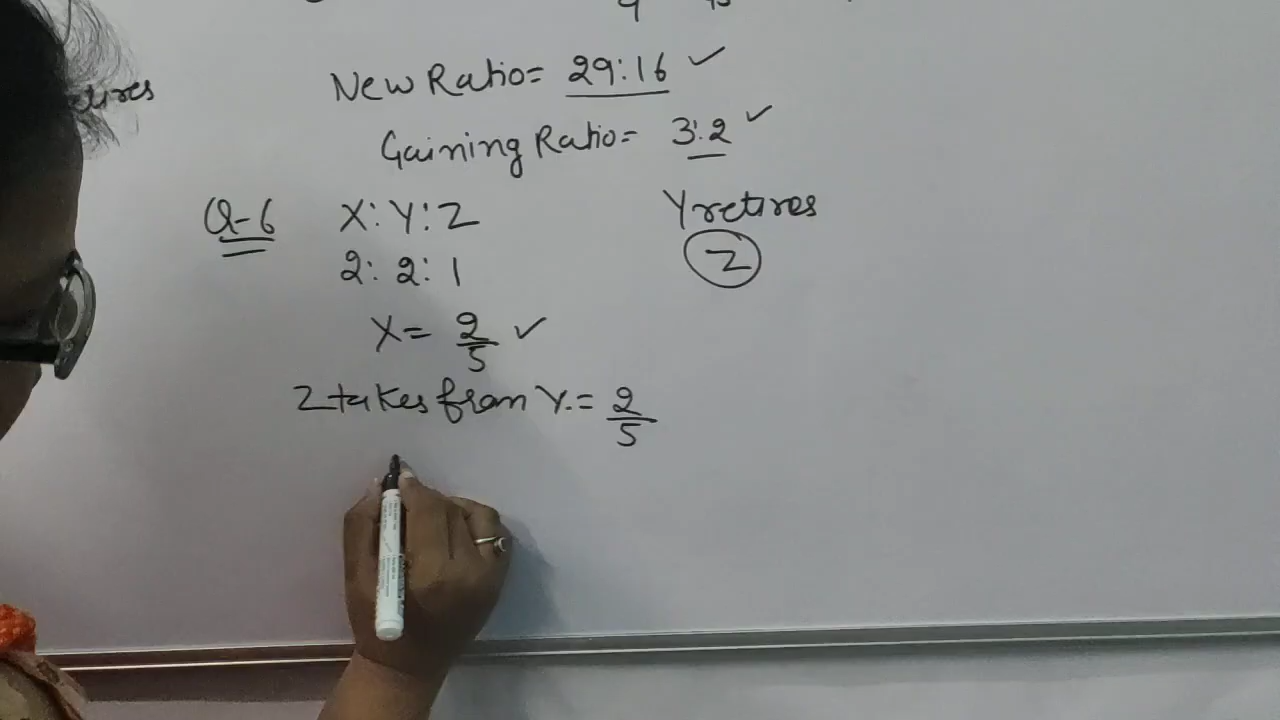 New Ratio = 29:16 ✓
Gaining Ratio = 3:2 ✓
Q-6 X:Y:Z Y retires
2:2:1 Z
X = 2/5 ✓
Z takes from Y. = 2/5